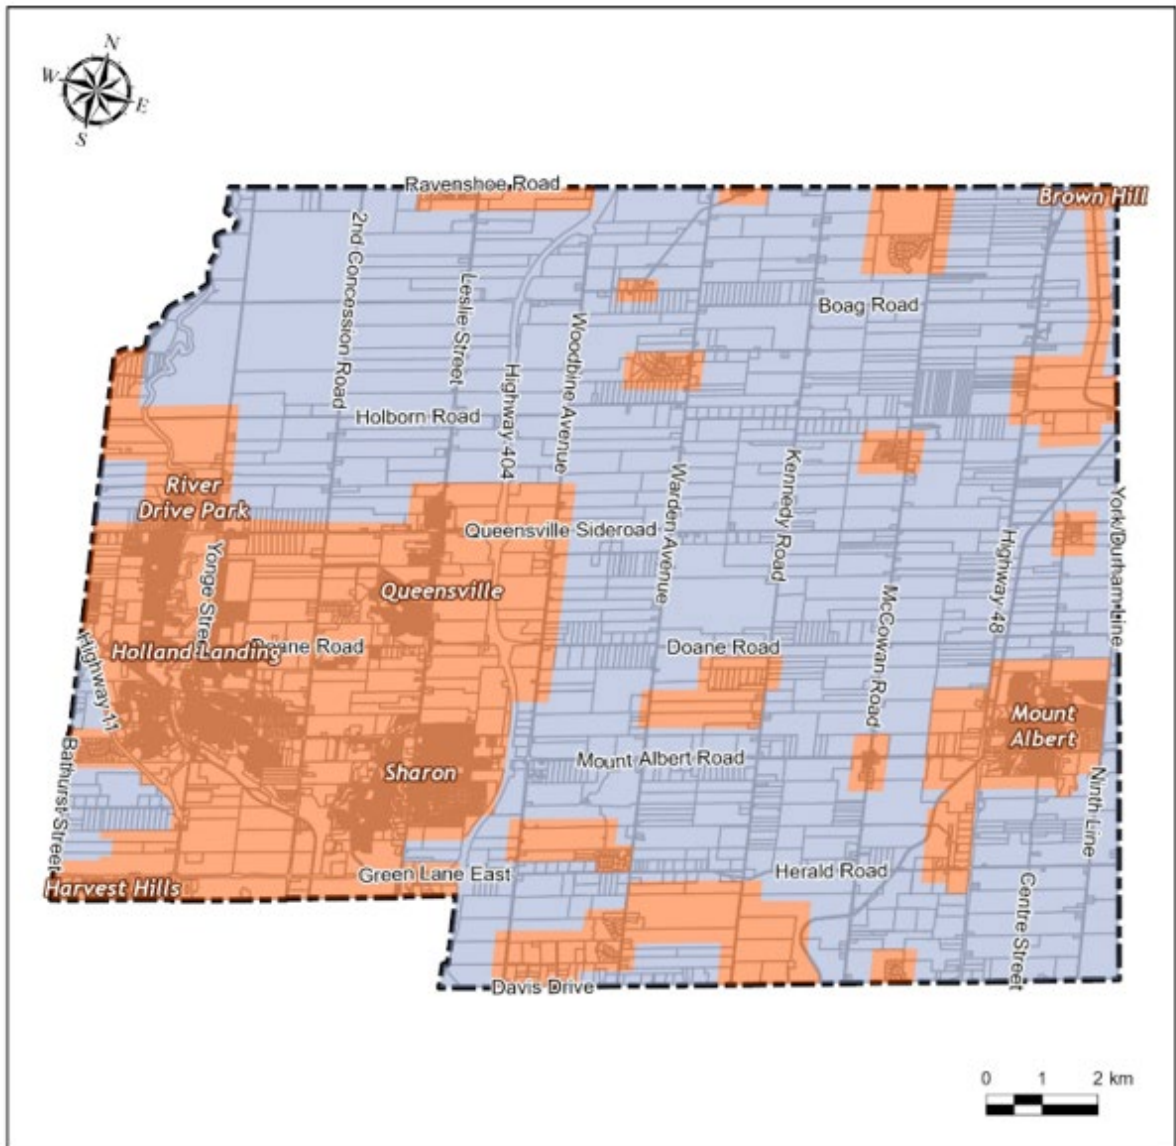 N
W
E
S
Ravenshoe Road
Brown Hill
2nd Concession Road
Leslie Street
Highway 404
Woodbine Avenue
Boag Road
Holborn Road
River
Drive Park
Queensville Sideroad
Warden Avenue
Kennedy Road
Highway 48
York/Durham Line
Yonge Street
Queensville
McCowan Road
Holland Landing
Doane Road
Doane Road
Highway 11
Mount
Albert
Bathurst Street
Sharon
Mount Albert Road
Ninth Line
Harvest Hills
Green Lane East
Herald Road
Centre Street
Davis Drive
0 1 2 km